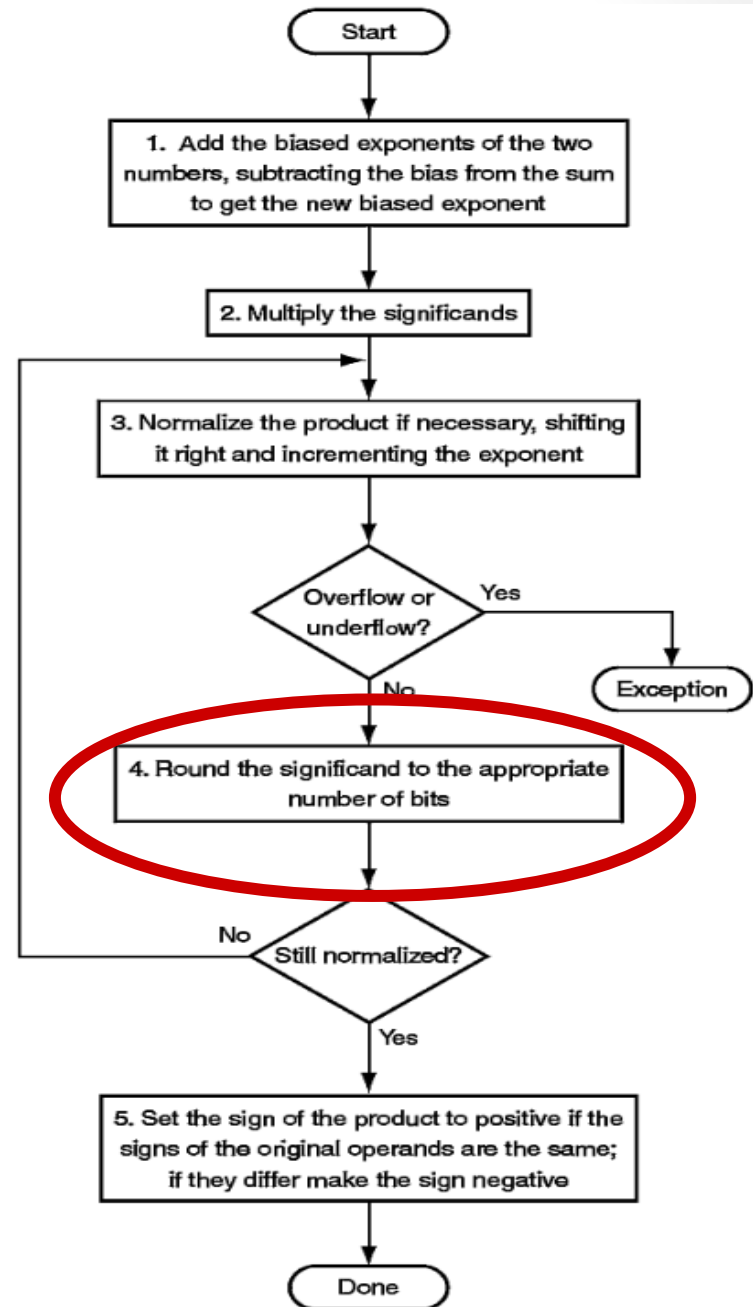 Start
1. Add the biased exponents of the two
numbers, subtracting the bias from the sum
to get the new biased exponent
2. Multiply the significands
3. Normalize the product if necessary, shifting
it right and incrementing the exponent
Overflow or
underflow?
Yes
Exception
No
4. Round the significand to the appropriate
number of bits
No
Still normalized?
Yes
5. Set the sign of the product to positive if the
signs of the original operands are the same;
if they differ make the sign negative
Done